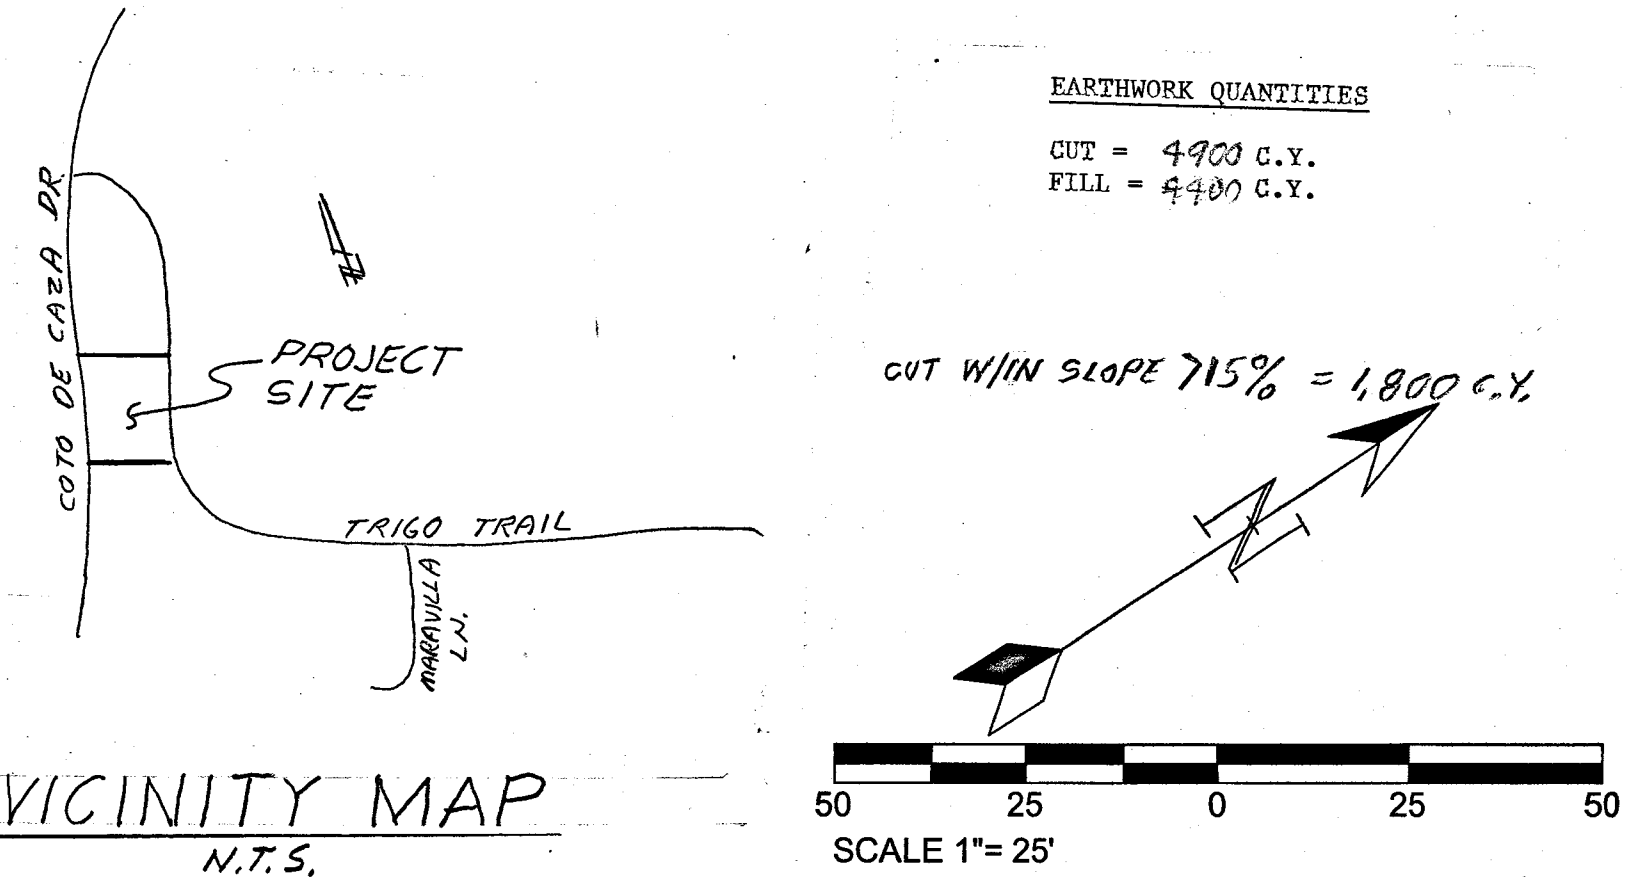 COTO DE CAZA DR.
PROJECT
SITE
TRIGO TRAIL
MARAVILLA
LN.
VICINITY MAP
N.T.S.
EARTHWORK QUANTITIES
CUT = 4900 C.Y.
FILL = 4400 C.Y.
CUT W/IN SLOPE >15% = 1,800 C.Y.
N
50 25 0 25 50
SCALE 1"= 25'